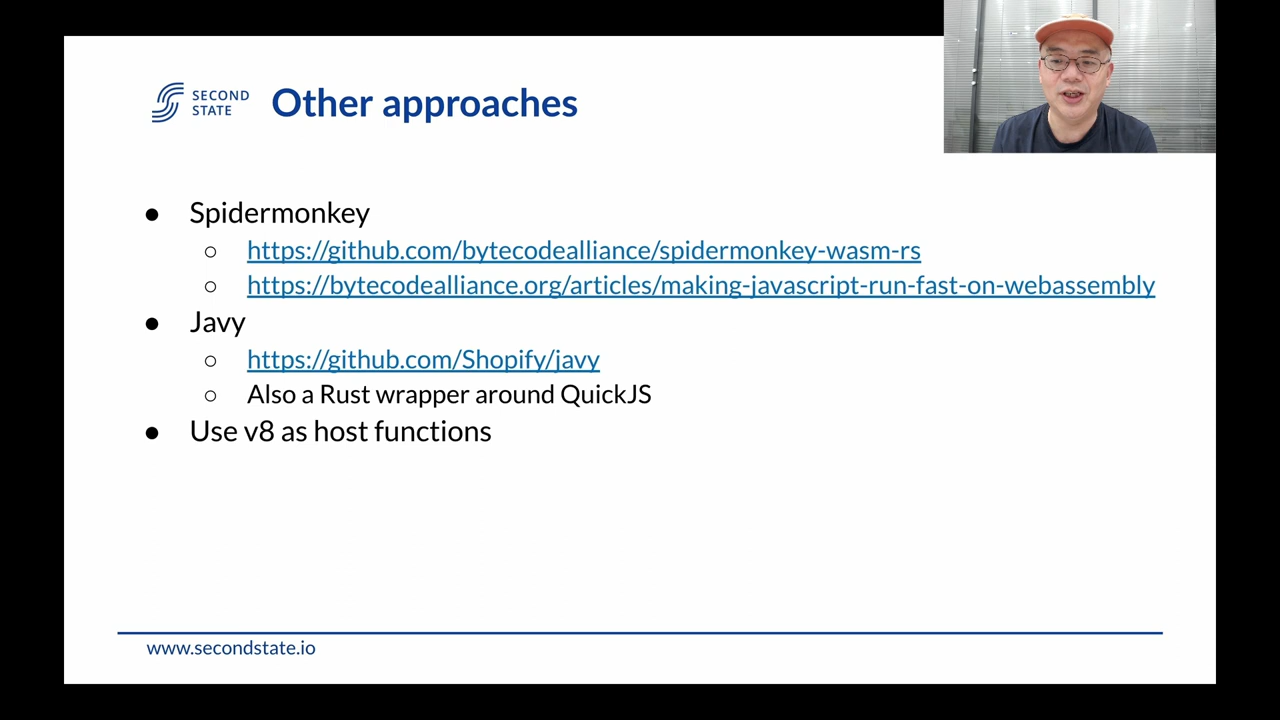 SECOND
STATE
Other approaches
● Spidermonkey
○ https://github.com/bytecodealliance/spidermonkey-wasm-rs
○ https://bytecodealliance.org/articles/making-javascript-run-fast-on-webassembly
● Javy
○ https://github.com/Shopify/javy
○ Also a Rust wrapper around QuickJS
● Use v8 as host functions
www.secondstate.io